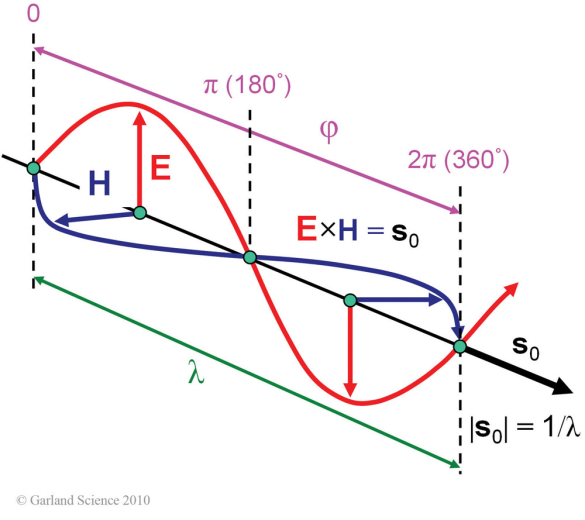 0
π (180°)
φ
2π (360°)
E
H
E×H = s₀
λ
s₀
|s₀| = 1/λ
© Garland Science 2010